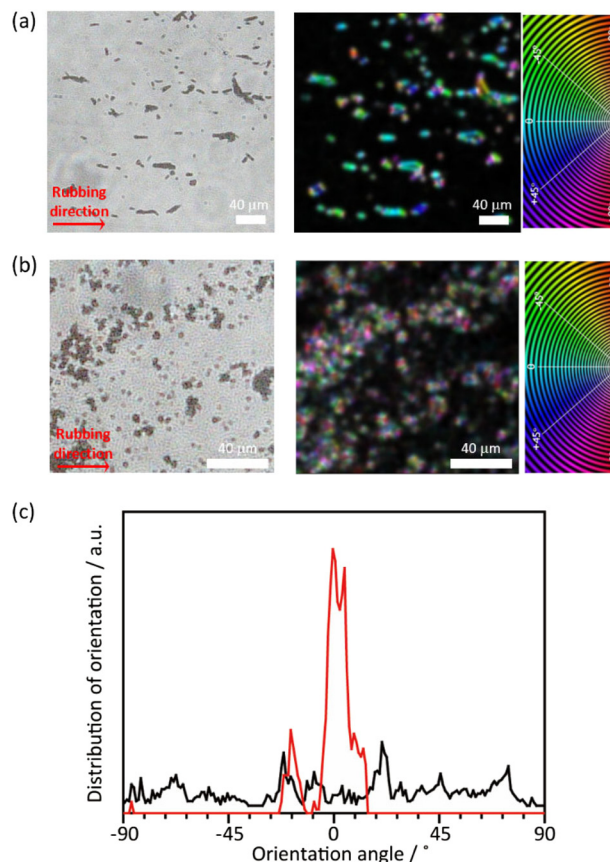 (a)
Rubbing
direction
40 µm
40 µm
-45°
0
+45°
(b)
Rubbing
direction
40 µm
40 µm
-45°
0
+45°
(c)
Distribution of orientation / a.u.
-90
-45
0
45
90
Orientation angle / °